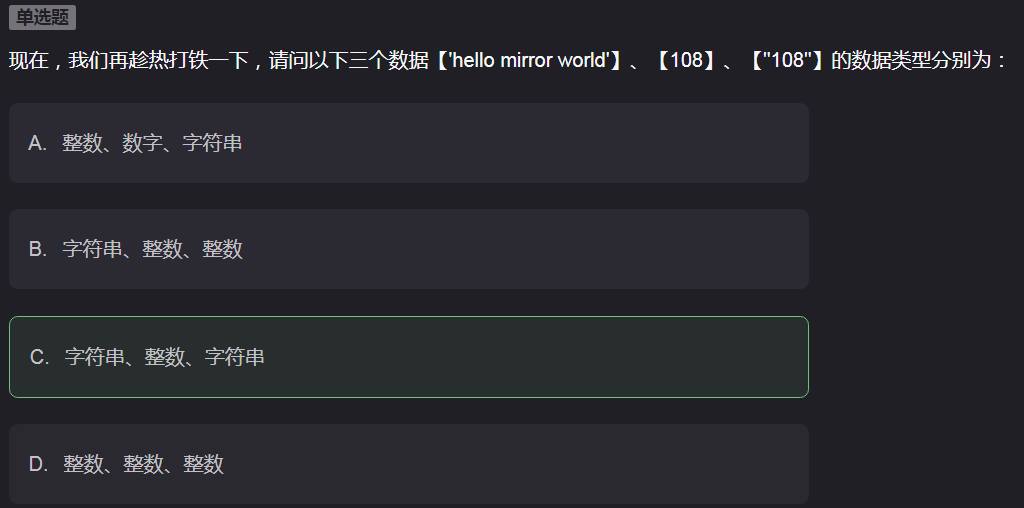 单选题
现在，我们再趁热打铁一下，请问以下三个数据【'hello mirror world'】、【108】、【"108"】的数据类型分别为：
A. 整数、数字、字符串
B. 字符串、整数、整数
C. 字符串、整数、字符串
D. 整数、整数、整数